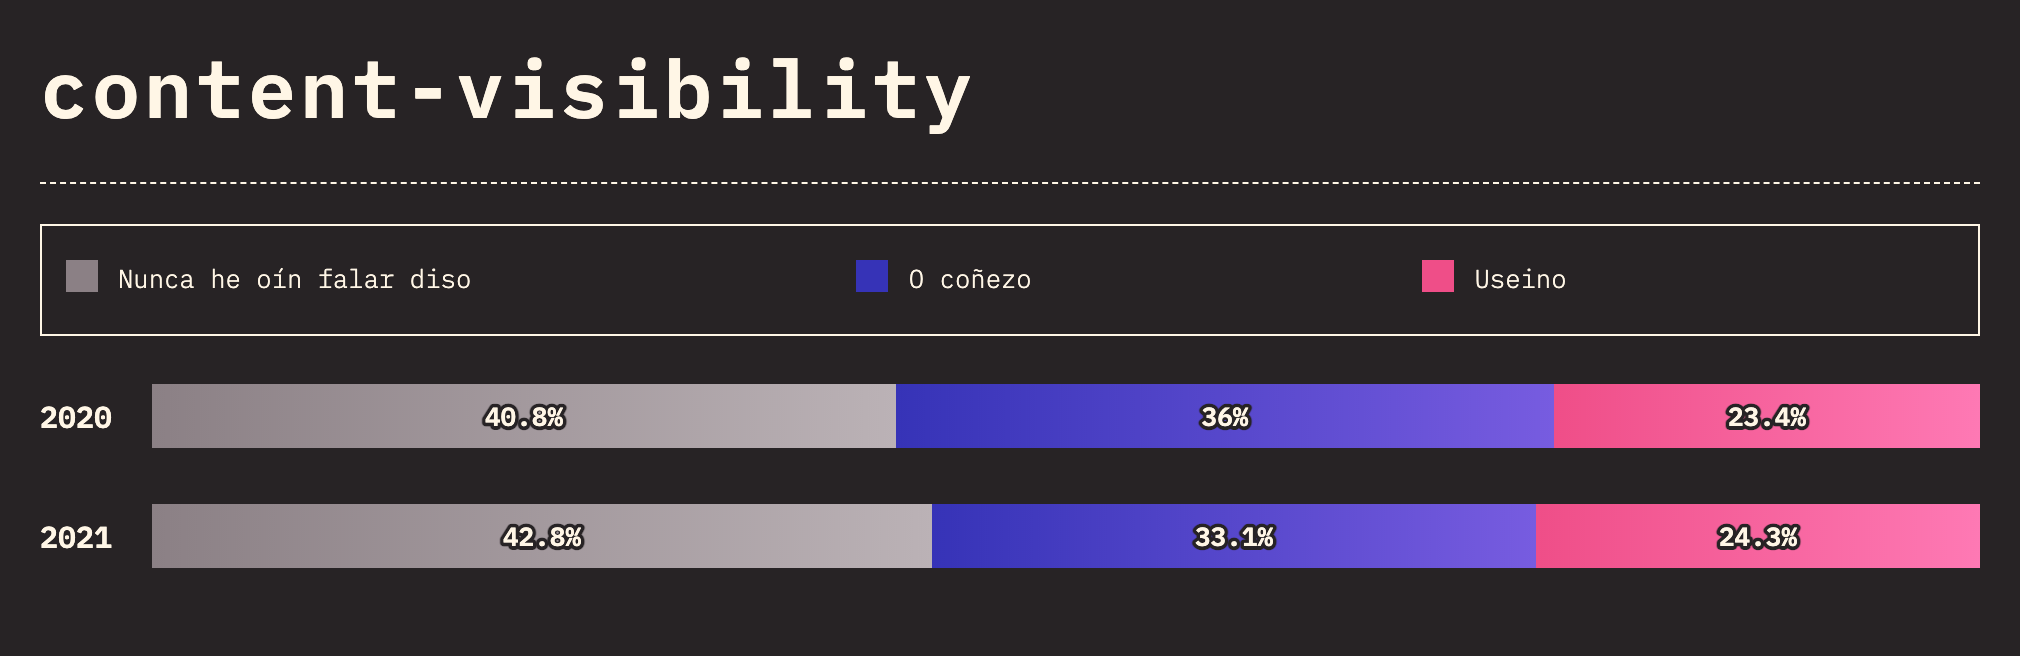 content-visibility
Nunca he oín falar diso O coñezo Useino
2020 40.8% 36% 23.4%
2021 42.8% 33.1% 24.3%